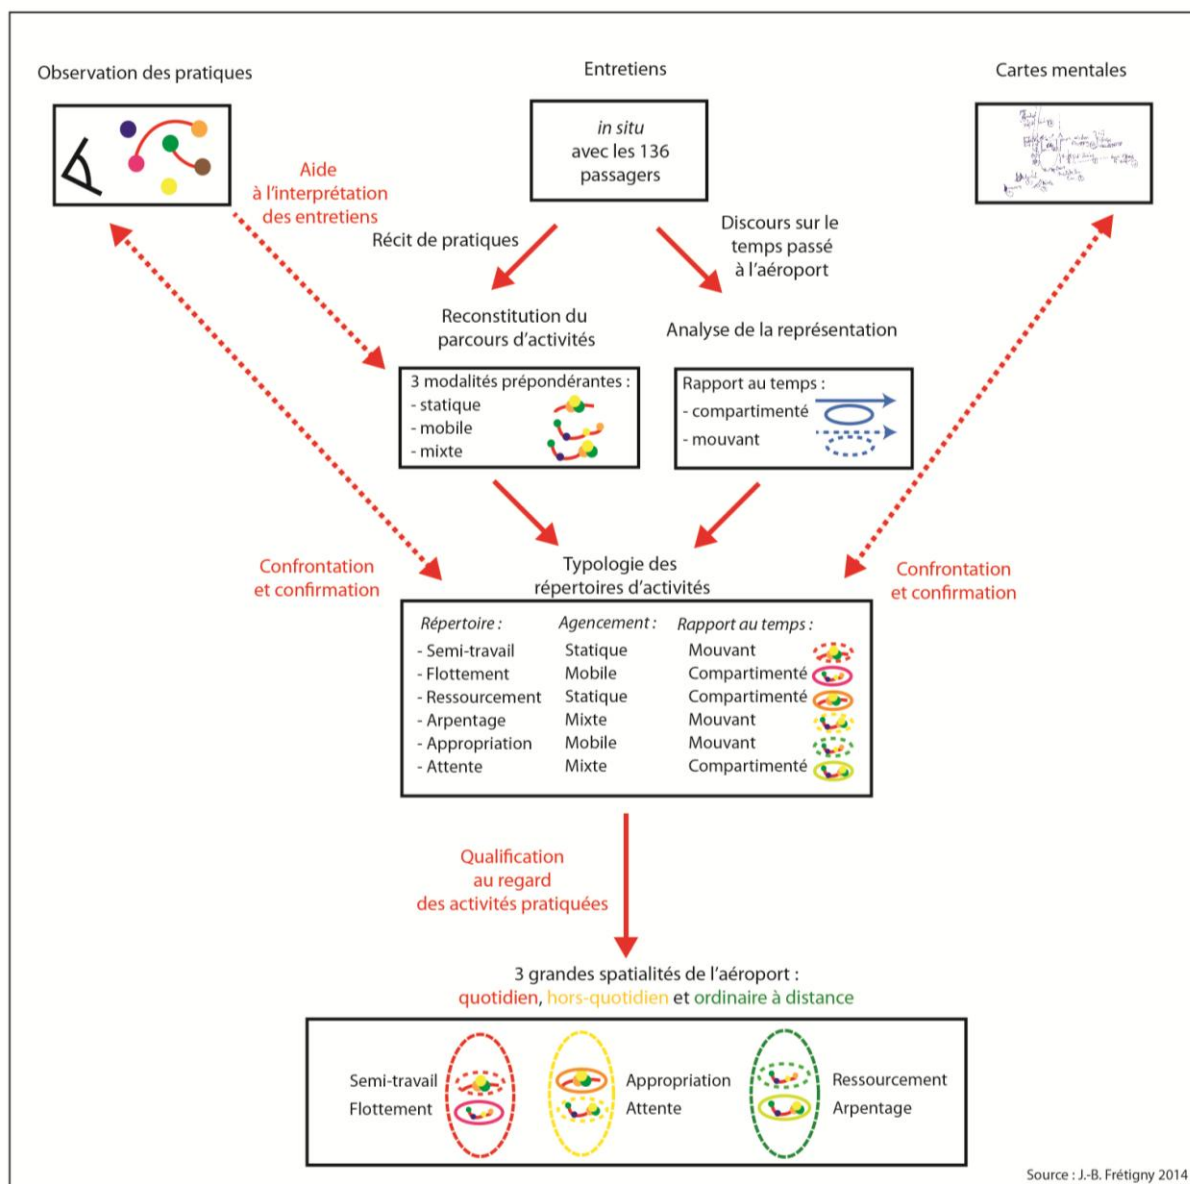 Observation des pratiques
Entretiens
Cartes mentales
in situ
avec les 136
passagers
Aide
à l'interprétation
des entretiens
Récit de pratiques
Discours sur le
temps passé
à l'aéroport
Reconstitution du
parcours d'activités
Analyse de la représentation
3 modalités prépondérantes :
- statique
- mobile
- mixte
Rapport au temps :
- compartimenté
- mouvant
Confrontation
et confirmation
Typologie des
répertoires d'activités
Confrontation
et confirmation
Répertoire : Agencement : Rapport au temps :
- Semi-travail Statique Mouvant
- Flottement Mobile Compartimenté
- Ressourcement Statique Compartimenté
- Arpentage Mixte Mouvant
- Appropriation Mobile Mouvant
- Attente Mixte Compartimenté
Qualification
au regard
des activités pratiquées
3 grandes spatialités de l'aéroport :
quotidien, hors-quotidien et ordinaire à distance
Semi-travail Appropriation Ressourcement
Flottement Attente Arpentage
Source : J.-B. Frétigny 2014